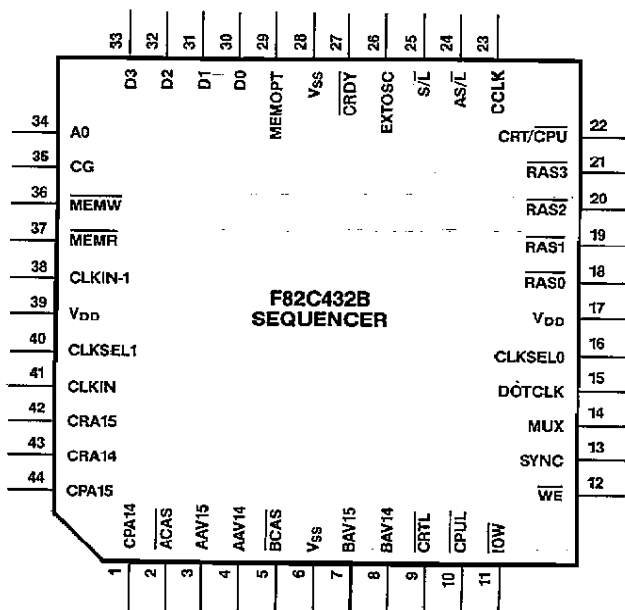 33 32 31 30 29 28 27 26 25 24 23
D3 D2 D1 D0 MEMOPT VSS CRDY EXTOSC S/L AS/L CCLK
34 A0
35 CG
36 MEMW
37 MEMR
38 CLKIN-1
39 VDD
40 CLKSEL1
41 CLKIN
42 CRA15
43 CRA14
44 CPA15
F82C432B
SEQUENCER
CRT/CPU 22
RAS3 21
RAS2 20
RAS1 19
RAS0 18
VDD 17
CLKSEL0 16
DOTCLK 15
MUX 14
SYNC 13
WE 12
CPA14 ACAS AAV15 AAV14 BCAS VSS BAV15 BAV14 CRTL CPUL IOW
1 2 3 4 5 6 7 8 9 10 11